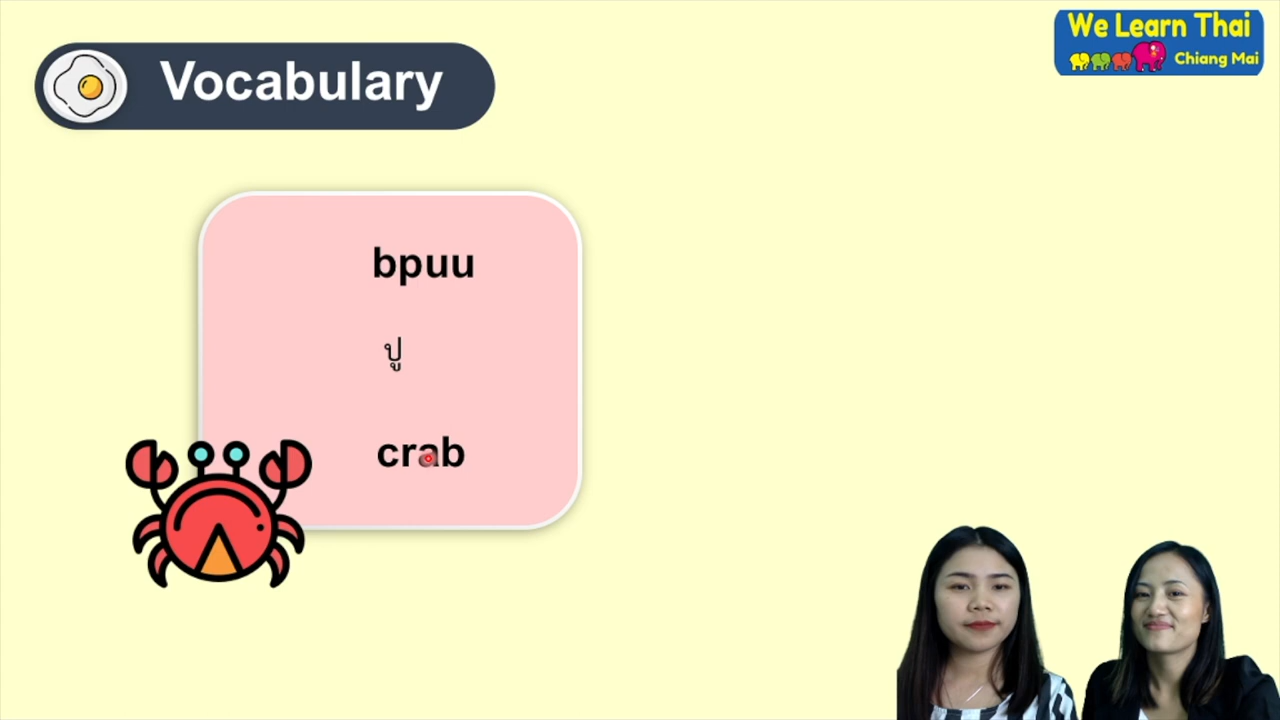 We Learn Thai
Chiang Mai
Vocabulary
bpuu
ปู
crab